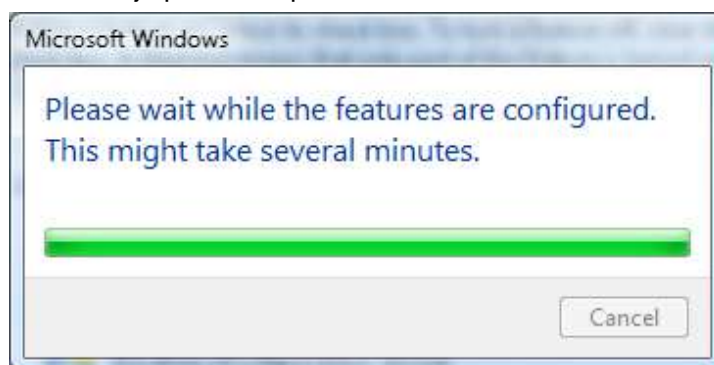 Microsoft Windows
Please wait while the features are configured.
This might take several minutes.
Cancel